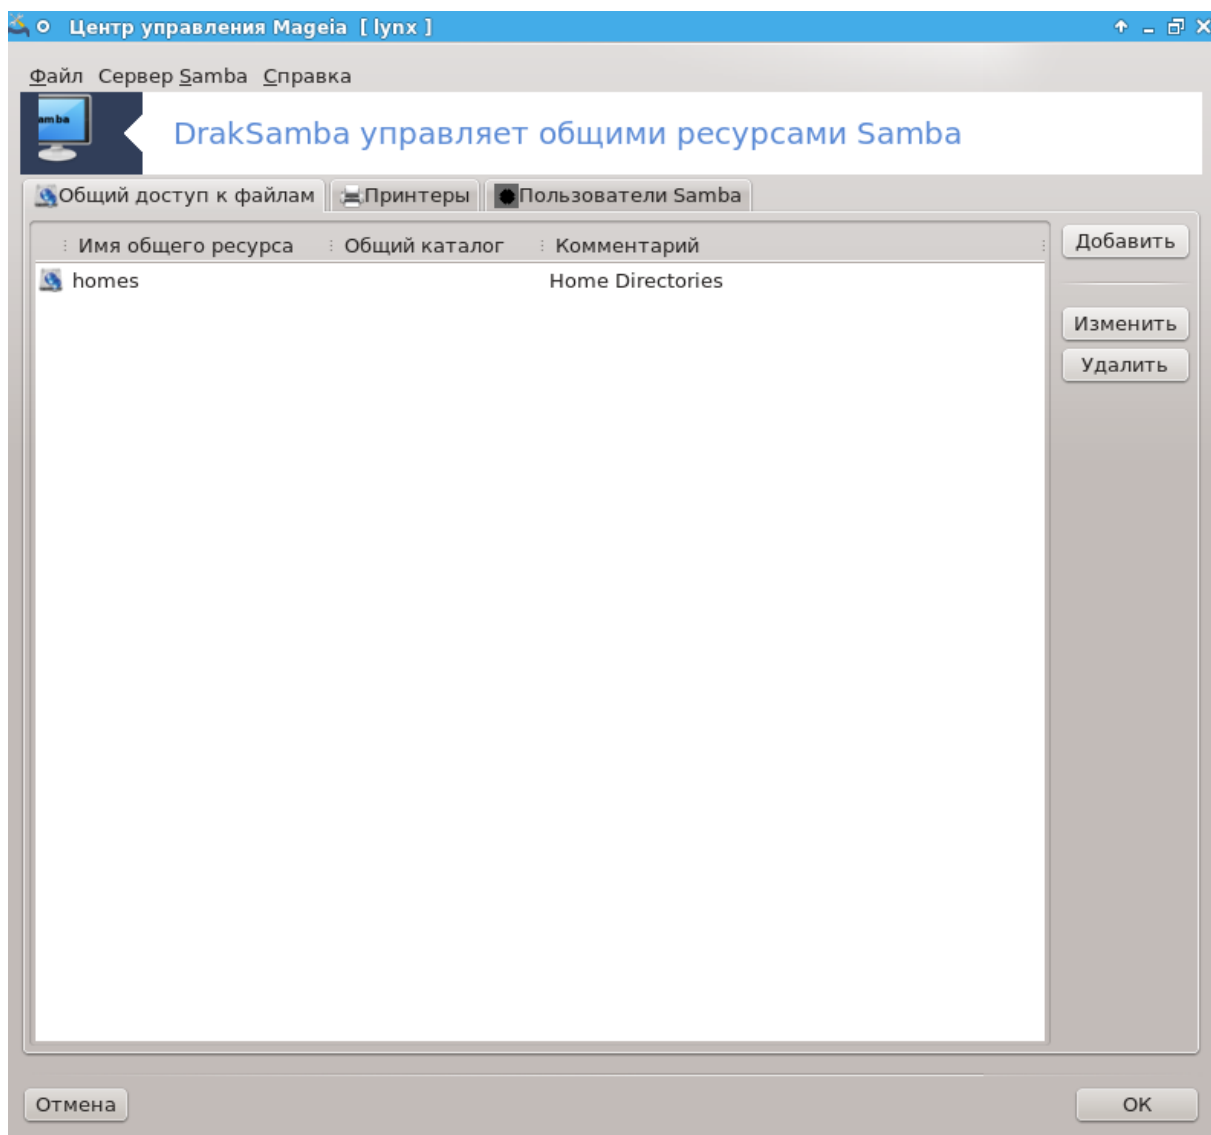 Центр управления Mageia [ lynx ]
Файл Сервер Samba Справка
amba
DrakSamba управляет общими ресурсами Samba
Общий доступ к файлам Принтеры Пользователи Samba
Имя общего ресурса Общий каталог Комментарий
Добавить
homes Home Directories
Изменить
Удалить
Отмена OK